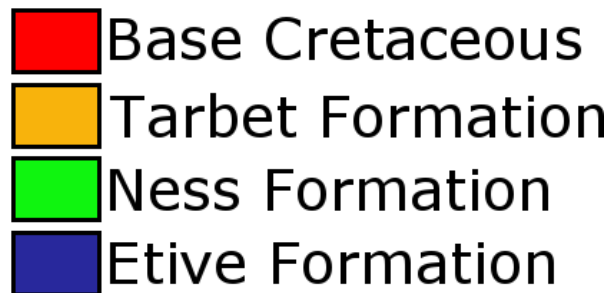 Base Cretaceous
Tarbet Formation
Ness Formation
Etive Formation